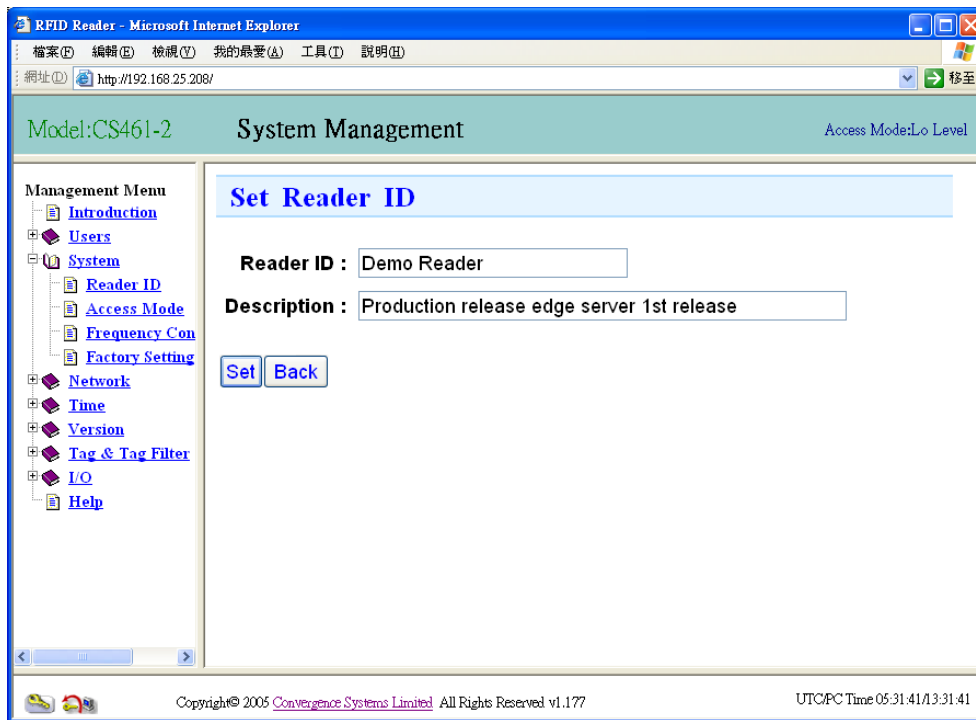 RFID Reader - Microsoft Internet Explorer
檔案(F) 編輯(E) 檢視(V) 我的最愛(A) 工具(T) 說明(H)
網址(D) http://192.168.25.208/ 移至
Model:CS461-2 System Management Access Mode:Lo Level
Management Menu
Introduction
Users
System
Reader ID
Access Mode
Frequency Con
Factory Setting
Network
Time
Version
Tag & Tag Filter
I/O
Help
Set Reader ID
Reader ID : Demo Reader
Description : Production release edge server 1st release
Set Back
Copyright© 2005 Convergence Systems Limited All Rights Reserved v1.177
UTC/PC Time 05:31:41/13:31:41